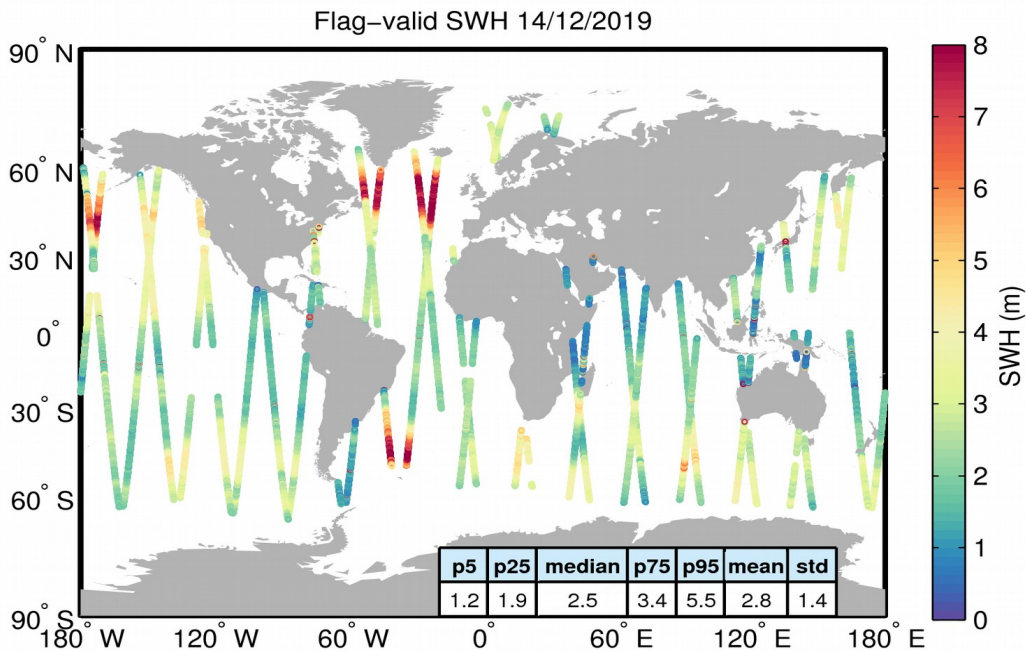 Flag−valid SWH 14/12/2019
90° N
60° N
30° N
0°
30° S
60° S
90° S
180° W
120° W
60° W
0°
60° E
120° E
180° E
8
7
6
5
4
3
2
1
0
SWH (m)
p5 p25 median p75 p95 mean std
1.2 1.9 2.5 3.4 5.5 2.8 1.4